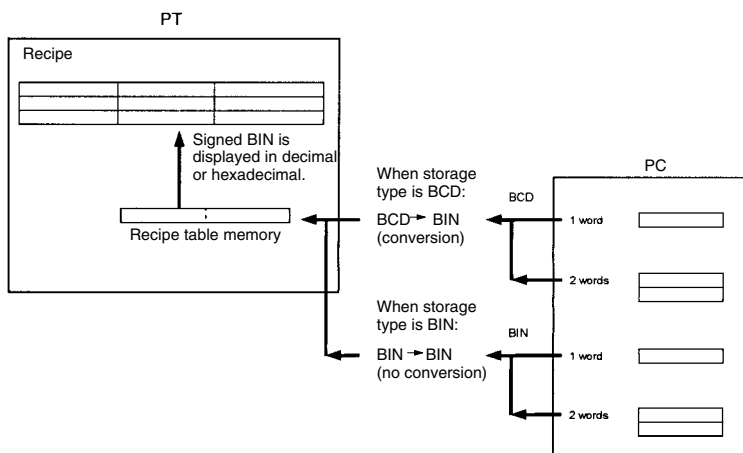 PT
Recipe
Signed BIN is
displayed in decimal
or hexadecimal.
Recipe table memory
When storage
type is BCD:
BCD → BIN
(conversion)
BCD
When storage
type is BIN:
BIN → BIN
(no conversion)
BIN
PC
1 word
2 words
1 word
2 words